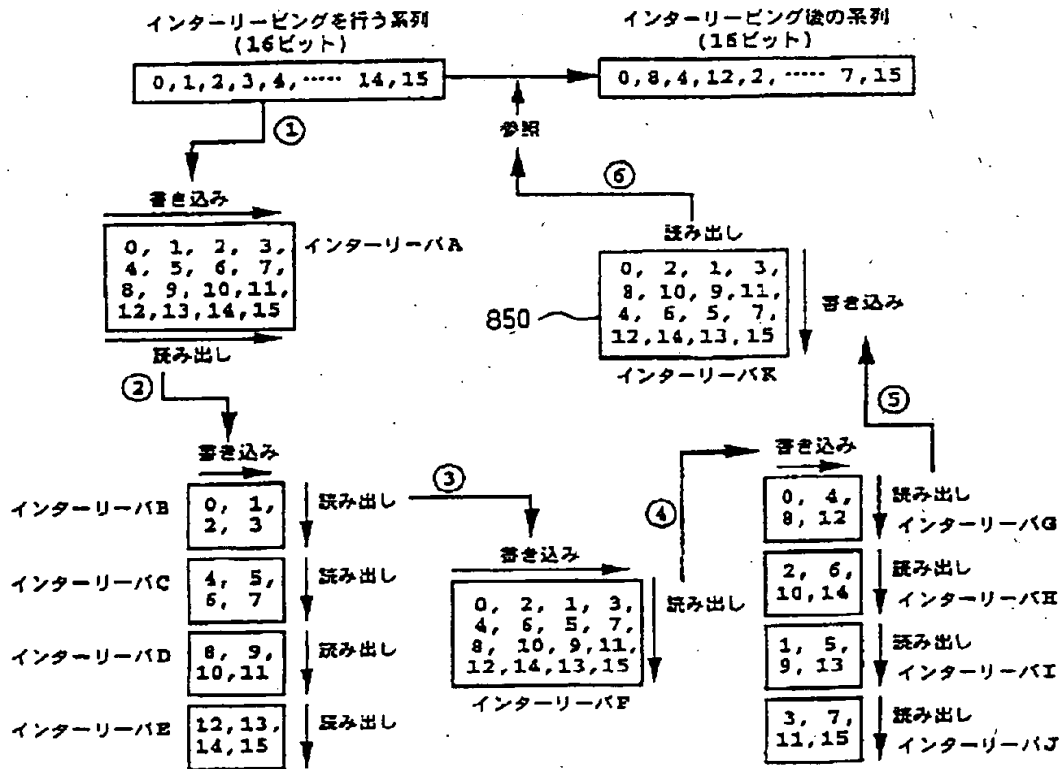 インターリービングを行う系列
(16ビット)
0,1,2,3,4,····· 14,15
インターリービング後の系列
(16ビット)
0,8,4,12,2,····· 7,15
①
参照
⑥
書き込み
0, 1, 2, 3,
4, 5, 6, 7,
8, 9, 10,11,
12,13,14,15
インターリーバA
読み出し
②
読み出し
0, 2, 1, 3,
8, 10, 9,11,
4, 6, 5, 7,
12,14,13,15
書き込み
850
インターリーバK
⑤
書き込み
インターリーバB
0, 1,
2, 3
読み出し
③
インターリーバC
4, 5,
6, 7
読み出し
インターリーバD
8, 9,
10,11
読み出し
インターリーバE
12,13,
14,15
読み出し
書き込み
0, 2, 1, 3,
4, 6, 5, 7,
8, 10, 9,11,
12,14,13,15
読み出し
インターリーバF
④
書き込み
0, 4,
8, 12
読み出し
インターリーバG
2, 6,
10,14
読み出し
インターリーバH
1, 5,
9, 13
読み出し
インターリーバI
3, 7,
11,15
読み出し
インターリーバJ